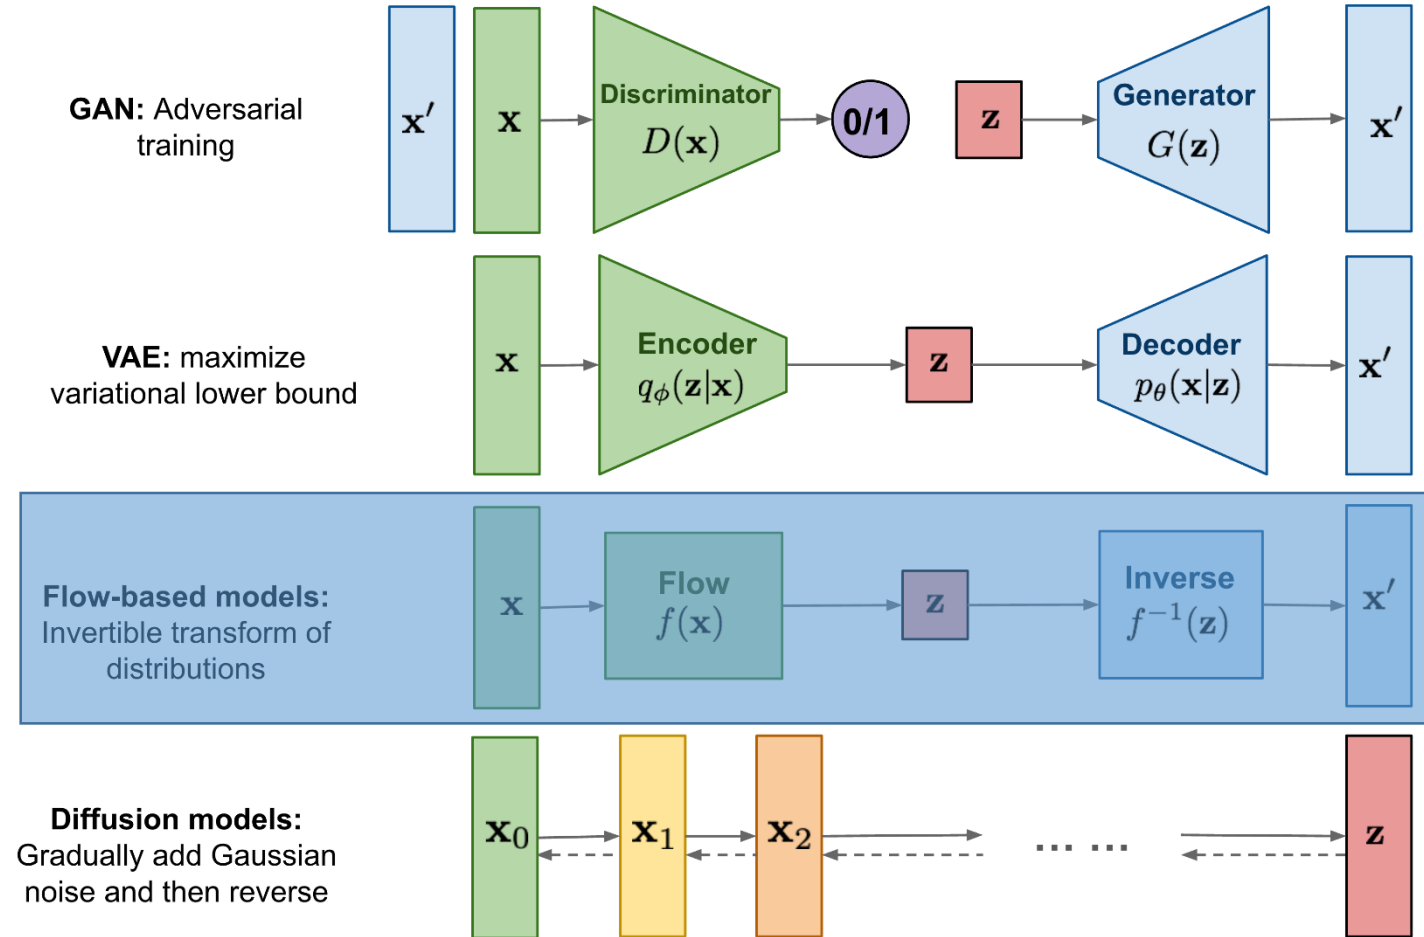 GAN: Adversarial
training
x′
x
Discriminator
D(x)
0/1
z
Generator
G(z)
x′
VAE: maximize
variational lower bound
x
Encoder
qϕ(z|x)
z
Decoder
pθ(x|z)
x′
Flow-based models:
Invertible transform of
distributions
x
Flow
f(x)
z
Inverse
f⁻¹(z)
x′
Diffusion models:
Gradually add Gaussian
noise and then reverse
x₀
x₁
x₂
... ...
z